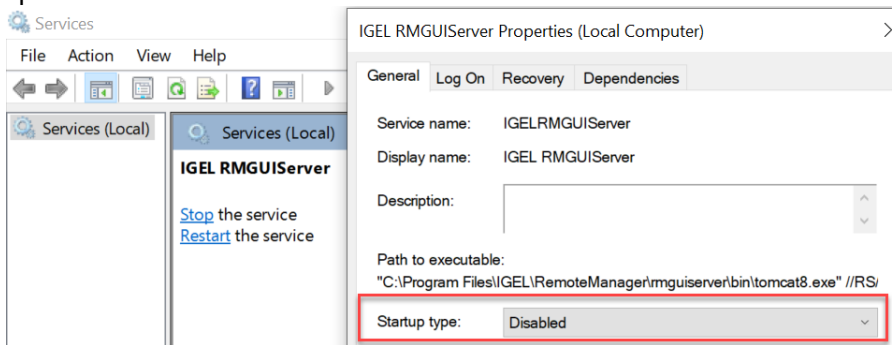 Services
File Action View Help
Services (Local)
Services (Local)
IGEL RMGUIServer
Stop the service
Restart the service
IGEL RMGUIServer Properties (Local Computer)
General Log On Recovery Dependencies
Service name: IGELRMGUIServer
Display name: IGEL RMGUIServer
Description:
Path to executable:
"C:\Program Files\IGEL\RemoteManager\rmguiserver\bin\tomcat8.exe" //RS/
Startup type: Disabled